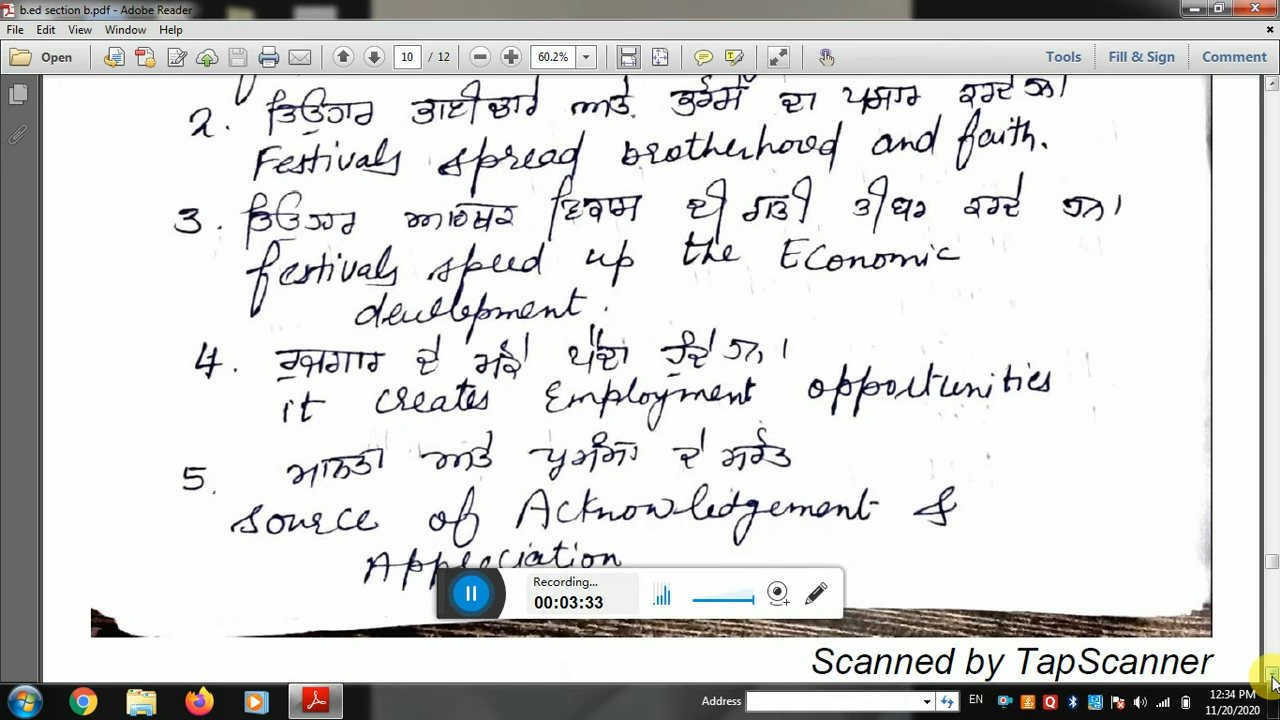 b.ed section b.pdf - Adobe Reader
File Edit View Window Help
Open 10 / 12 60.2% Tools Fill & Sign Comment
2. ਤਿਉਹਾਰ ਭਾਈਚਾਰੇ ਅਤੇ ਦਾ ਪਸਾਰ ਕਰਦੇ ਹਨ।
Festivals spread brotherhood and faith.
3. ਤਿਉਹਾਰ ਆਰਥਿਕ ਵਿਕਾਸ ਦੀ ਗਤੀ ਤੀਬਰ ਕਰਦੇ ਹਨ।
festivals speed up the Economic
development.
4. ਰੁਜ਼ਗਾਰ ਦੇ ਮੌਕੇ ਪੈਦਾ ਹੁੰਦੇ ਹਨ।
it creates Employment opportunities
5. ਮਾਨਤਾ ਅਤੇ ਪ੍ਰਸੰਸਾ ਦੇ ਸਰੋਤ
Source of Acknowledgement &
Appreciation
Recording...
00:03:33
Scanned by TapScanner
Address EN 12:34 PM
11/20/2020